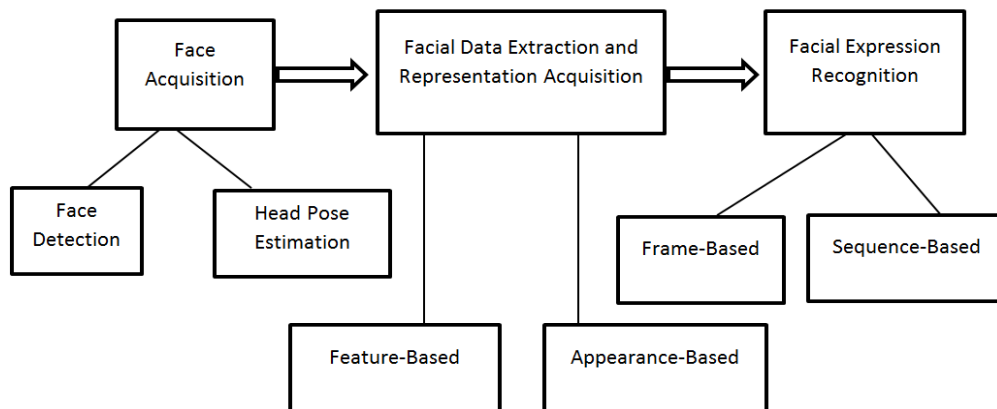 Face
Acquisition
Facial Data Extraction and
Representation Acquisition
Facial Expression
Recognition
Face
Detection
Head Pose
Estimation
Frame-Based
Sequence-Based
Feature-Based
Appearance-Based